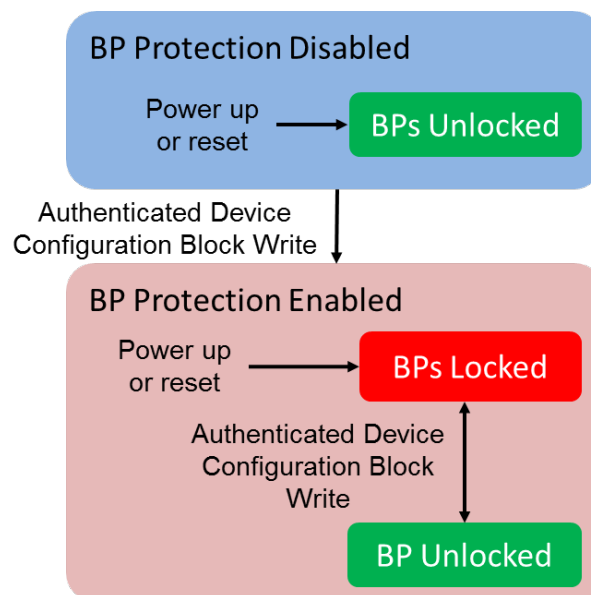 BP Protection Disabled
Power up
or reset
BPs Unlocked
Authenticated Device
Configuration Block Write
BP Protection Enabled
Power up
or reset
BPs Locked
Authenticated Device
Configuration Block
Write
BP Unlocked